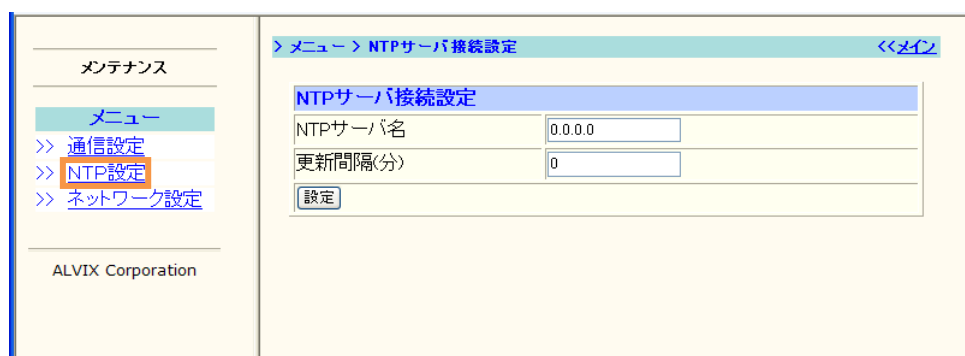 メンテナンス
メニュー
>> 通信設定
>> NTP設定
>> ネットワーク設定
ALVIX Corporation
> メニュー > NTPサーバ接続設定 <<メイン
NTPサーバ接続設定
NTPサーバ名 0.0.0.0
更新間隔(分) 0
設定